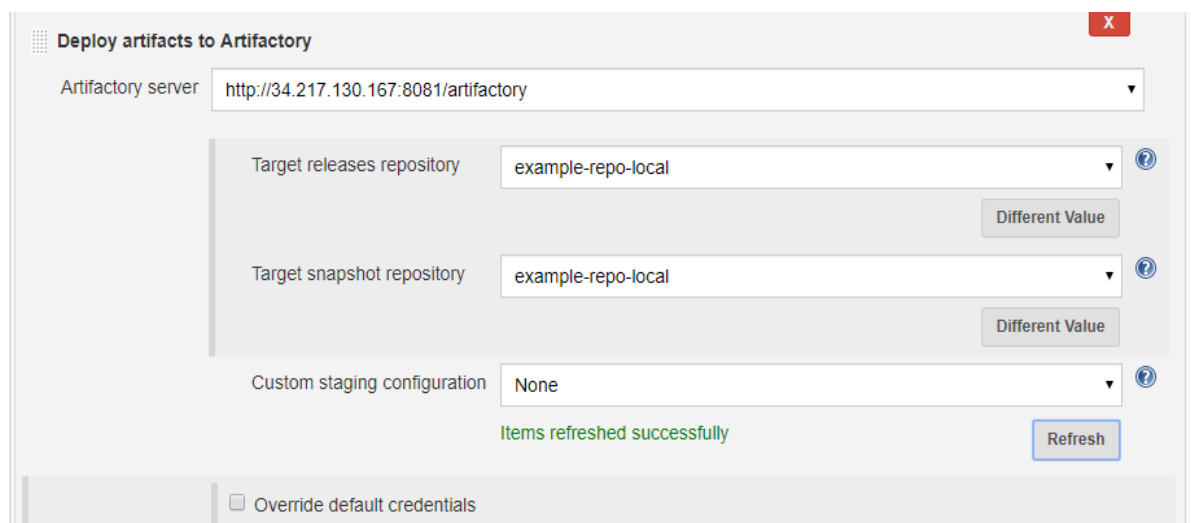 X
Deploy artifacts to Artifactory
Artifactory server http://34.217.130.167:8081/artifactory
Target releases repository example-repo-local
Different Value
Target snapshot repository example-repo-local
Different Value
Custom staging configuration None
Items refreshed successfully Refresh
Override default credentials